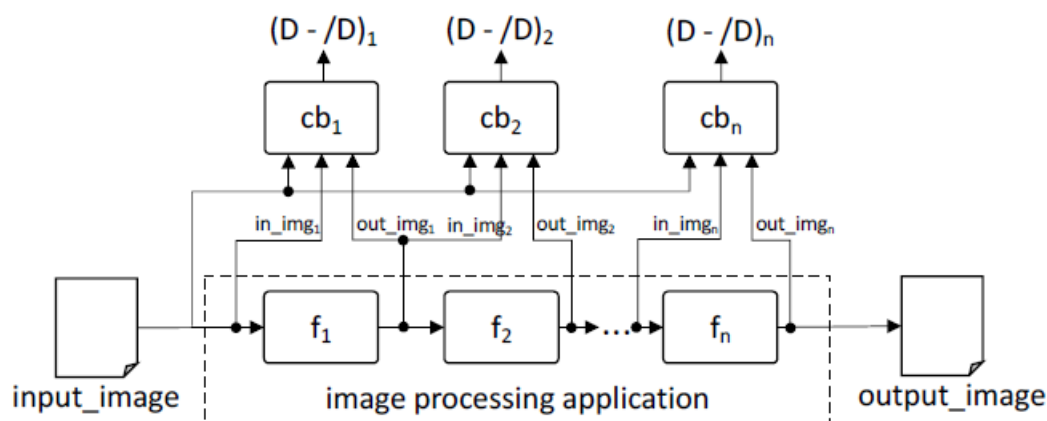 (D - /D)₁ (D - /D)₂ (D - /D)ₙ
cb₁ cb₂ cbₙ
in_img₁ out_img₁ in_img₂ out_img₂ in_imgₙ out_imgₙ
f₁ f₂ ... fₙ
input_image image processing application output_image